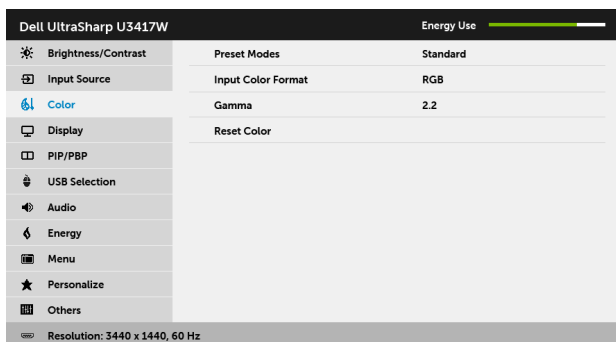 Dell UltraSharp U3417W Energy Use
Brightness/Contrast Preset Modes Standard
Input Source Input Color Format RGB
Color Gamma 2.2
Display Reset Color
PIP/PBP
USB Selection
Audio
Energy
Menu
Personalize
Others
Resolution: 3440 x 1440, 60 Hz